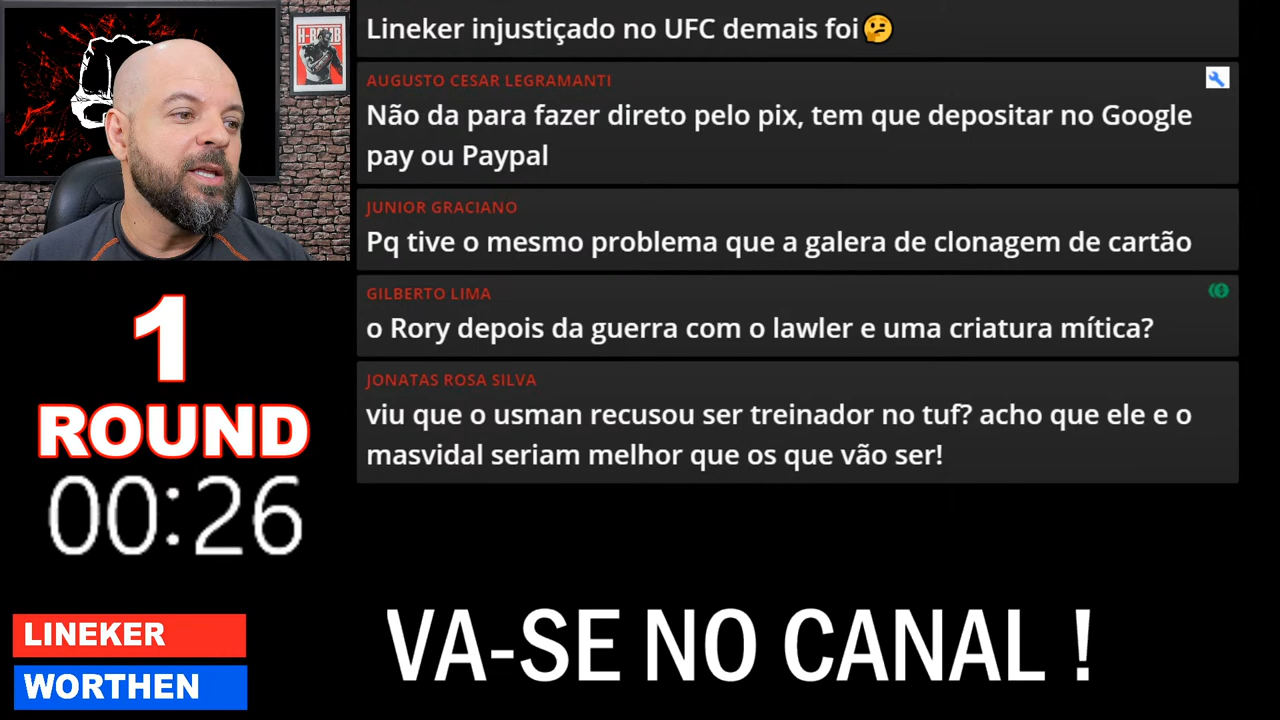 H-BOMB
Lineker injustiçado no UFC demais foi🤔
AUGUSTO CESAR LEGRAMANTI
Não da para fazer direto pelo pix, tem que depositar no Google
pay ou Paypal
JUNIOR GRACIANO
Pq tive o mesmo problema que a galera de clonagem de cartão
GILBERTO LIMA
o Rory depois da guerra com o lawler e uma criatura mítica?
JONATAS ROSA SILVA
viu que o usman recusou ser treinador no tuf? acho que ele e o
masvidal seriam melhor que os que vão ser!
1
ROUND
00:26
LINEKER
WORTHEN
VA-SE NO CANAL !